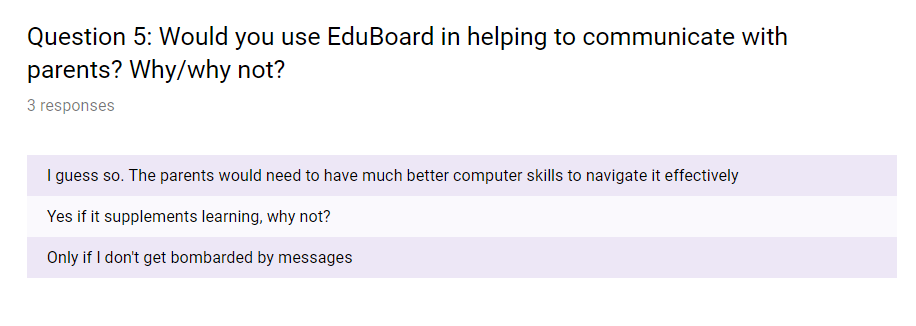 Question 5: Would you use EduBoard in helping to communicate with
parents? Why/why not?
3 responses
I guess so. The parents would need to have much better computer skills to navigate it effectively
Yes if it supplements learning, why not?
Only if I don't get bombarded by messages